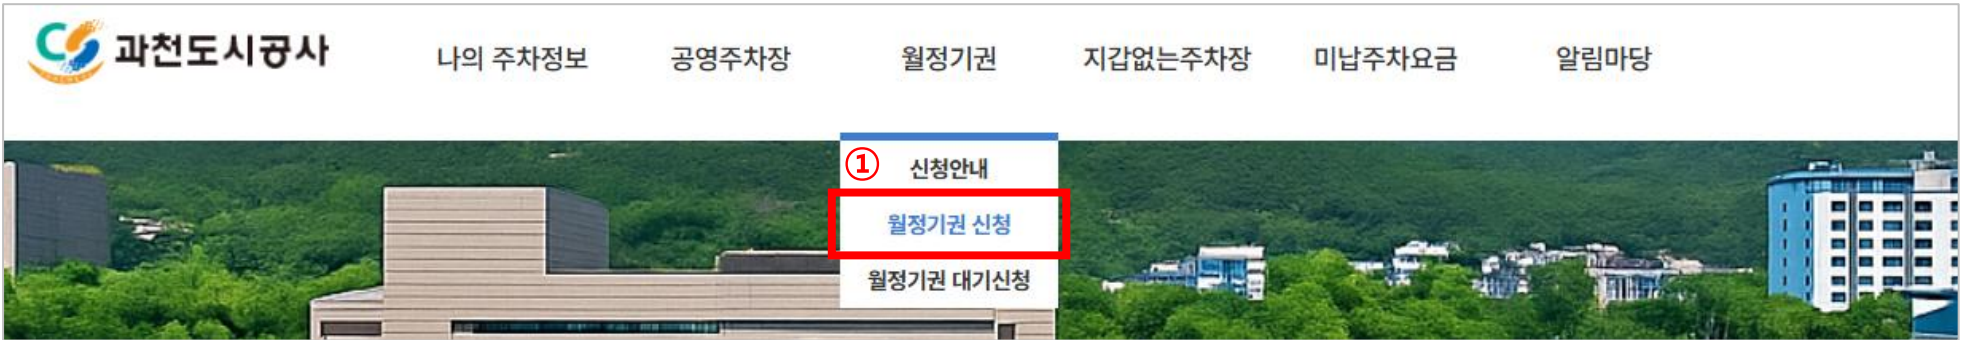 과천도시공사
나의 주차정보 공영주차장 월정기권 지갑없는주차장 미납주차요금 알림마당
① 신청안내
월정기권 신청
월정기권 대기신청